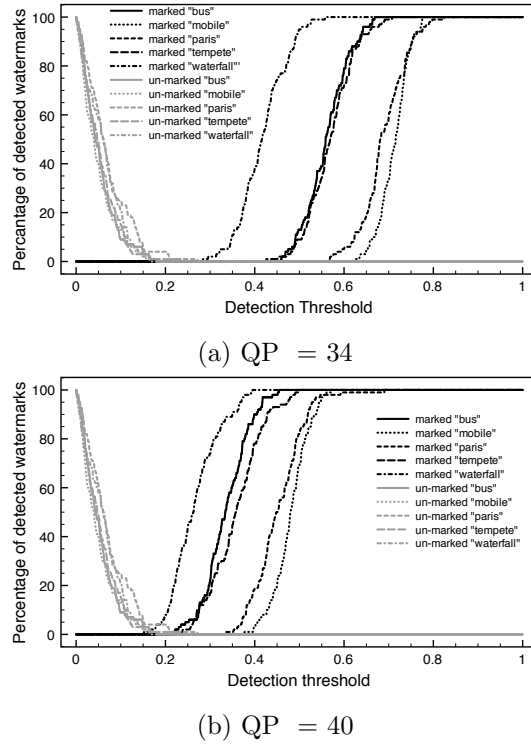 100
80
60
40
20
0
Percantage of detected watermarks
marked "bus"
marked "mobile"
marked "paris"
marked "tempete"
marked "waterfall"'
un-marked "bus"
un-marked "mobile"
un-marked "paris"
un-marked "tempete"
un-marked "waterfall"
0 0.2 0.4 0.6 0.8 1
Detection Threshold
(a) QP = 34
100
80
60
40
20
0
Percentage of detected watermarks
marked "bus"
marked "mobile"
marked "paris"
marked "tempete"
marked "waterfall"
un-marked "bus"
un-marked "mobile"
un-marked "paris"
un-marked "tempete"
un-marked "waterfall"
0 0.2 0.4 0.6 0.8 1
Detection threshold
(b) QP = 40